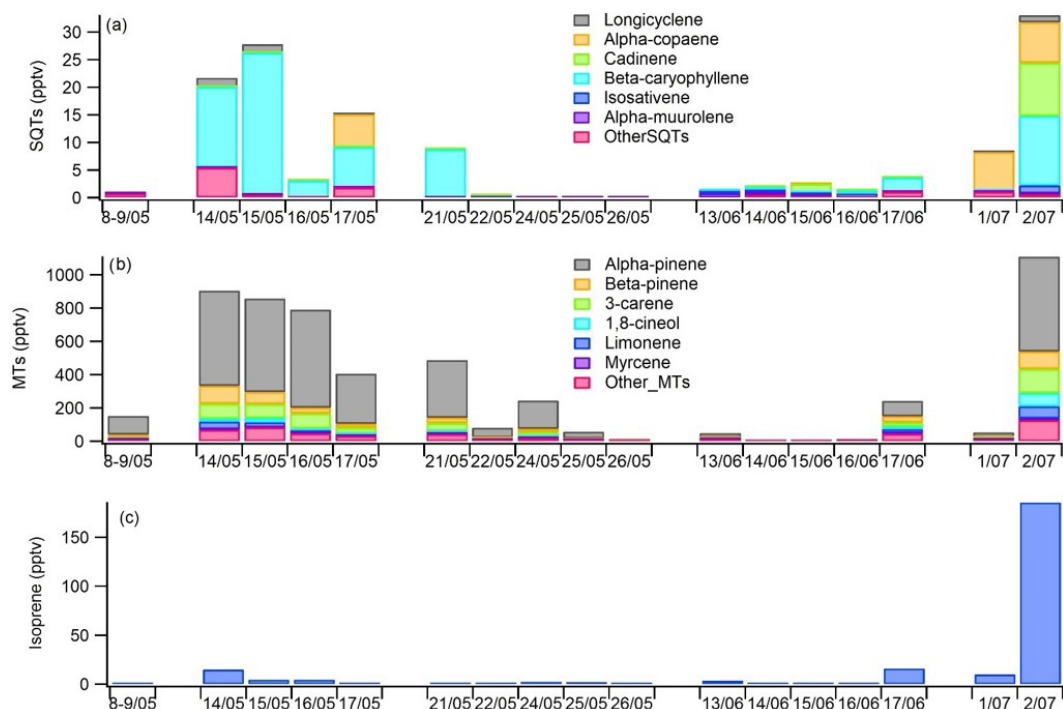 (a)
Longicyclene
Alpha-copaene
Cadinene
Beta-caryophyllene
Isosativene
Alpha-muurolene
OtherSQTs
SQTs (pptv)
30
25
20
15
10
5
0
8-9/05 14/05 15/05 16/05 17/05 21/05 22/05 24/05 25/05 26/05 13/06 14/06 15/06 16/06 17/06 1/07 2/07
(b)
Alpha-pinene
Beta-pinene
3-carene
1,8-cineol
Limonene
Myrcene
Other_MTs
MTs (pptv)
1000
800
600
400
200
0
8-9/05 14/05 15/05 16/05 17/05 21/05 22/05 24/05 25/05 26/05 13/06 14/06 15/06 16/06 17/06 1/07 2/07
(c)
Isoprene (pptv)
150
100
50
0
8-9/05 14/05 15/05 16/05 17/05 21/05 22/05 24/05 25/05 26/05 13/06 14/06 15/06 16/06 17/06 1/07 2/07